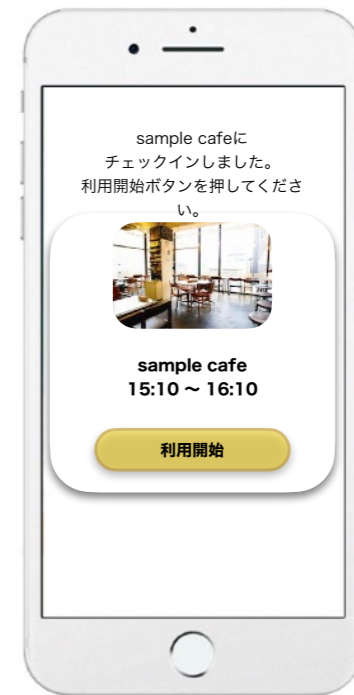 sample cafeに
チェックインしました。
利用開始ボタンを押してくださ
い。
sample cafe
15:10 〜 16:10
利用開始